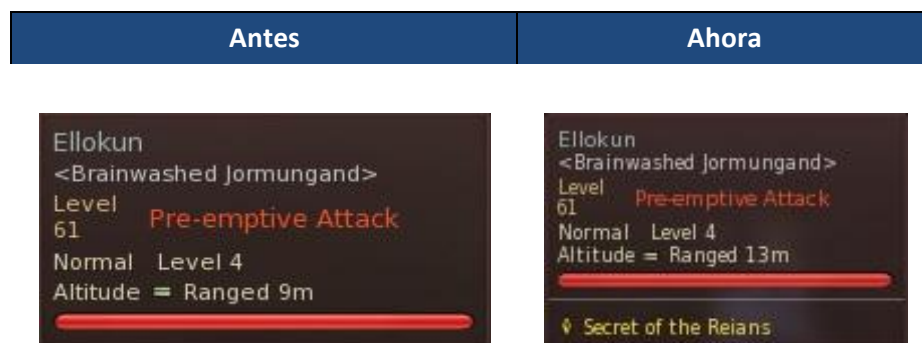 Antes
Ahora
Ellokun
<Brainwashed Jormungand>
Level
61
Pre-emptive Attack
Normal Level 4
Altitude = Ranged 9m
Ellokun
<Brainwashed Jormungand>
Level
61
Pre-emptive Attack
Normal Level 4
Altitude = Ranged 13m
Secret of the Reians